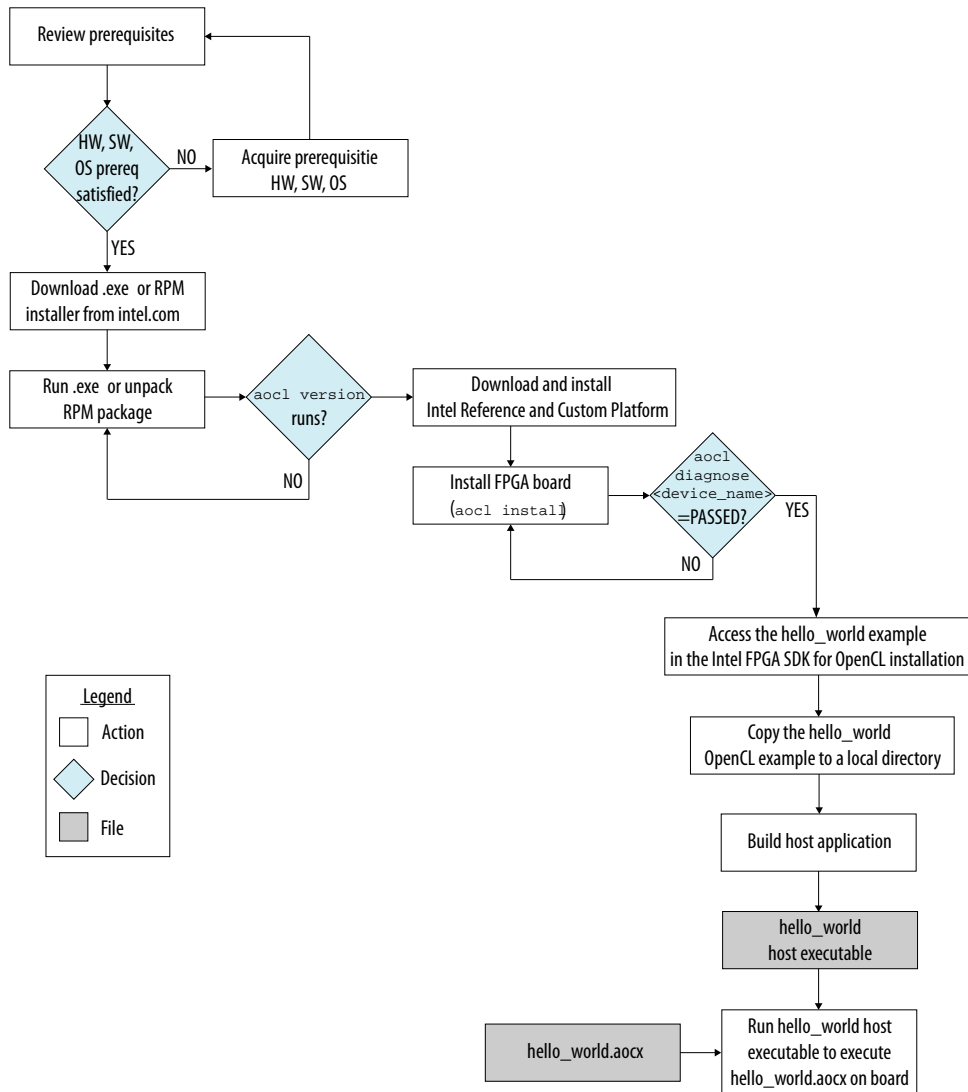 Review prerequisites
HW, SW,
OS prereq
satisfied?
NO
Acquire prerequisitie
HW, SW, OS
YES
Download .exe or RPM
installer from intel.com
Run .exe or unpack
RPM package
aocl version
runs?
NO
Download and install
Intel Reference and Custom Platform
Install FPGA board
(aocl install)
aocl
diagnose
<device_name>
=PASSED?
YES
NO
Access the hello_world example
in the Intel FPGA SDK for OpenCL installation
Copy the hello_world
OpenCL example to a local directory
Build host application
hello_world
host executable
hello_world.aocx
Run hello_world host
executable to execute
hello_world.aocx on board
Legend
Action
Decision
File